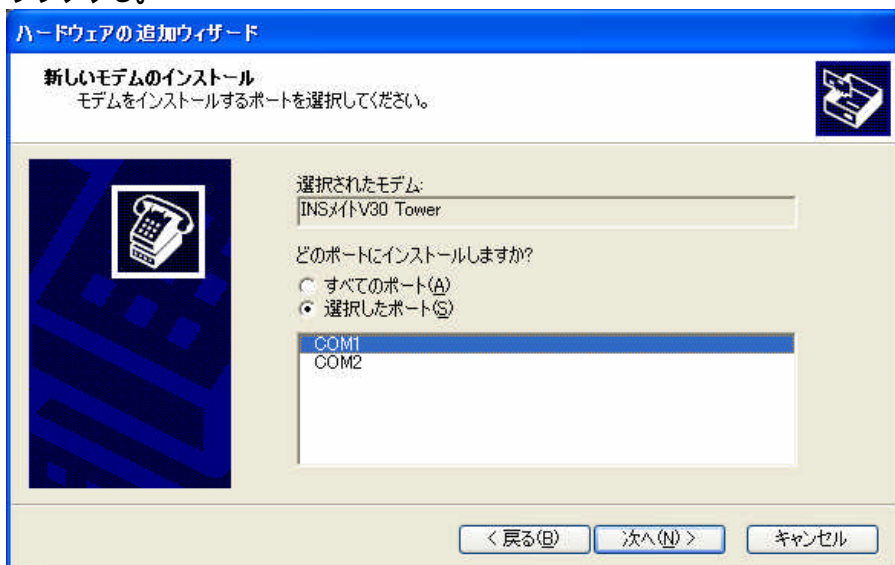 ハードウェアの追加ウィザード
新しいモデムのインストール
モデムをインストールするポートを選択してください。
選択されたモデム:
INSメイトV30 Tower
どのポートにインストールしますか?
すべてのポート(A)
選択したポート(S)
COM1
COM2
< 戻る(B)
次へ(N) >
キャンセル